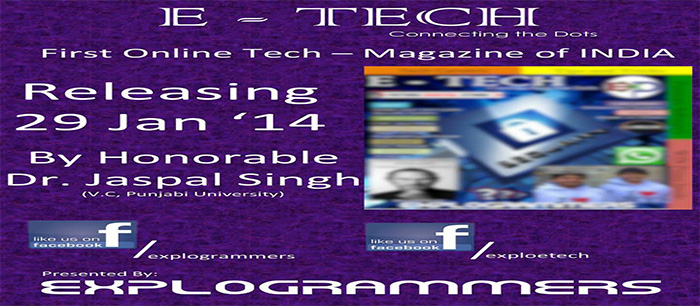 E - TECH
Connecting the Dots
First Online Tech – Magazine of INDIA
Releasing
29 Jan ‘14
By Honorable
Dr. Jaspal Singh
(V.C, Punjabi University)
E - TECH
like us on
facebook
/explogrammers
like us on
facebook
/exploetech
Presented By:
EXPLOGRAMMERS